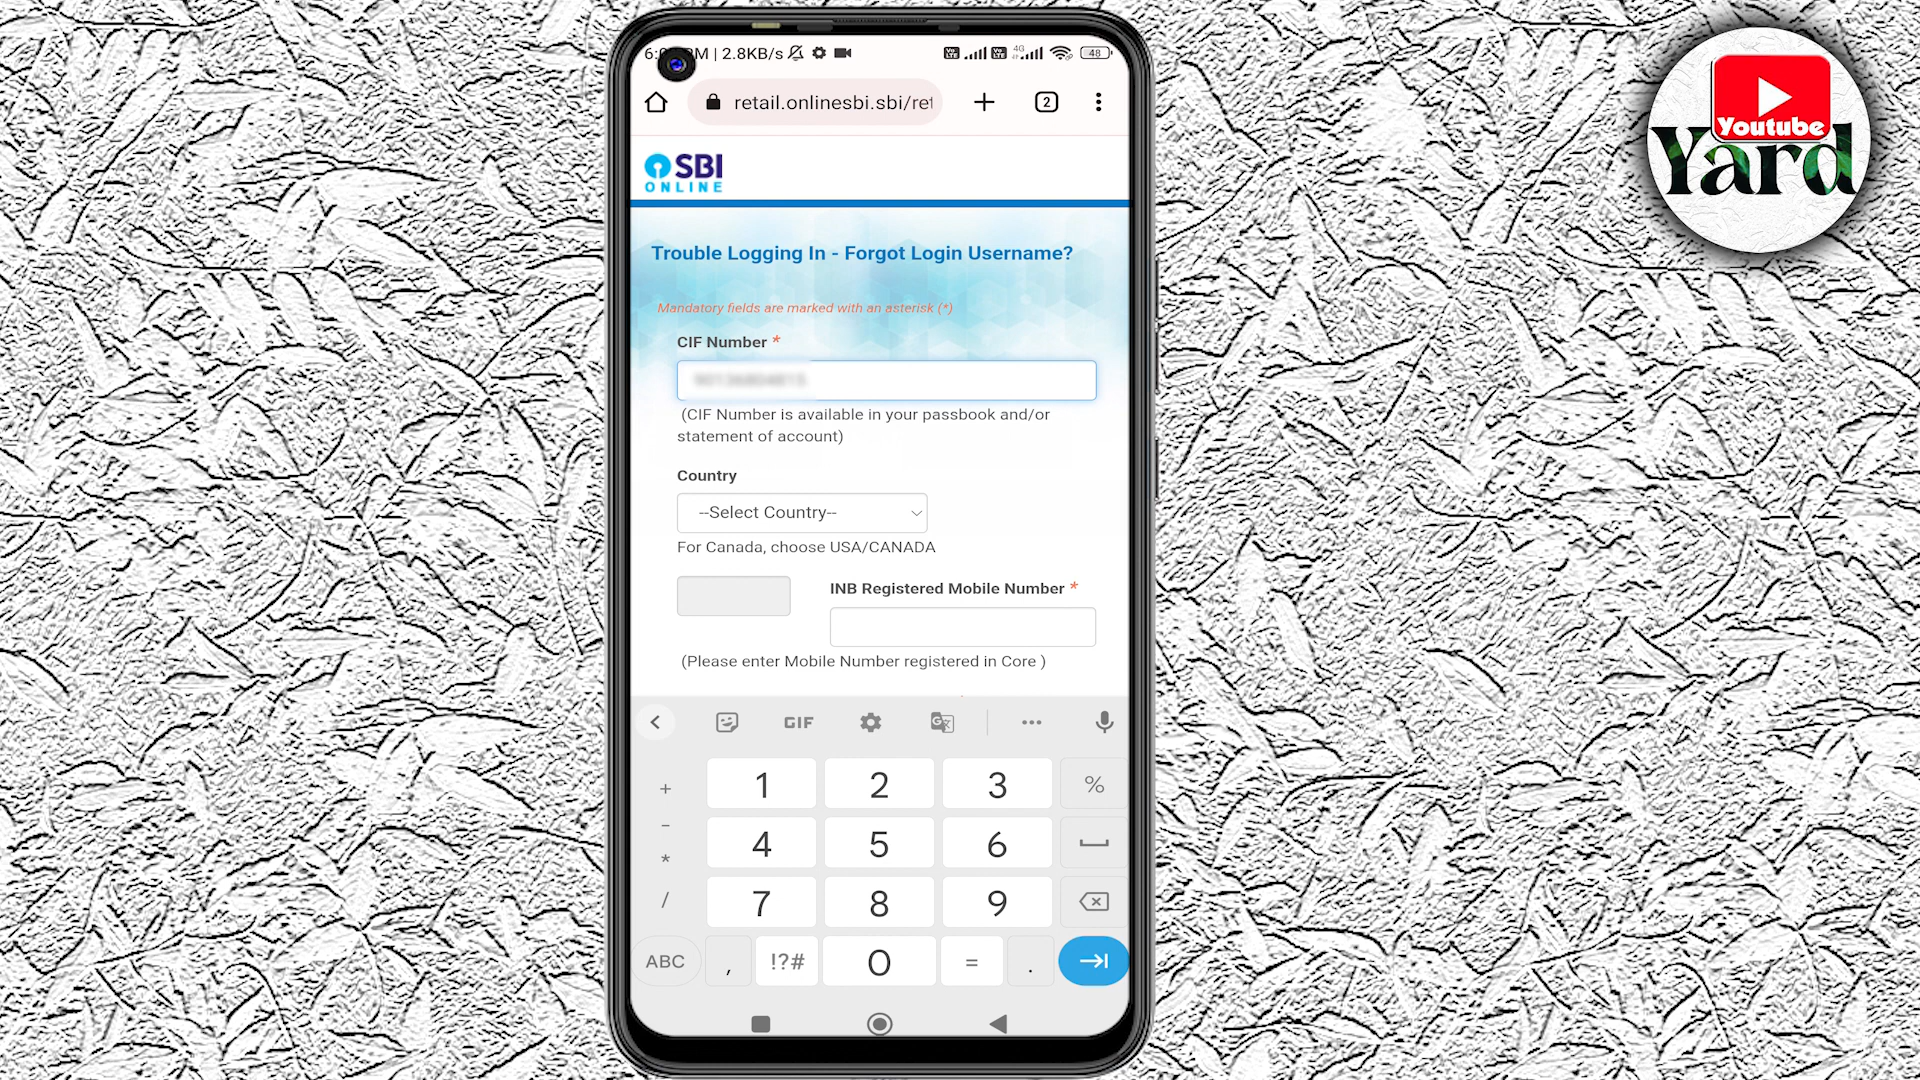 Youtube
Yard
PM | 2.8KB/s
4G
48
retail.onlinesbi.sbi/ret
2
SBI
ONLINE
Trouble Logging In - Forgot Login Username?
Mandatory fields are marked with an asterisk (*)
CIF Number *
(CIF Number is available in your passbook and/or
statement of account)
Country
--Select Country--
For Canada, choose USA/CANADA
INB Registered Mobile Number *
(Please enter Mobile Number registered in Core )
GIF
+ 1 2 3 %
- 4 5 6
*
/ 7 8 9
ABC , !?# 0 = .